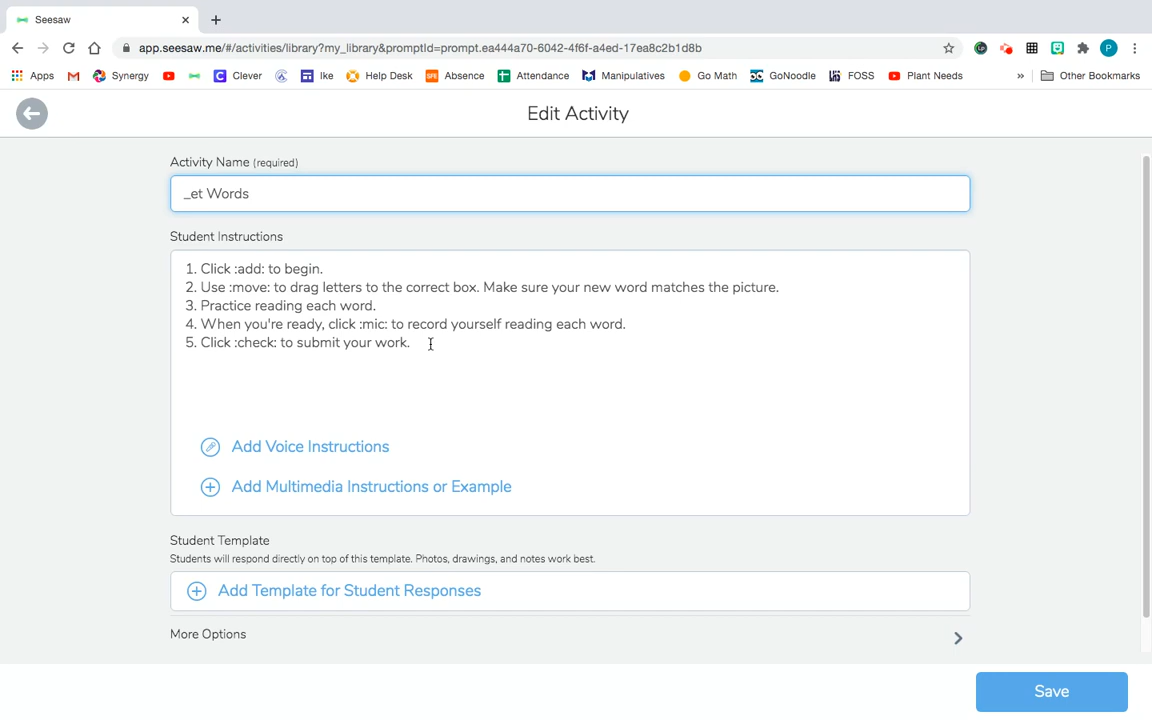 Seesaw
app.seesaw.me/#/activities/library?my_library&promptId=prompt.ea444a70-6042-4f6f-a4ed-17ea8c2b1d8b
P
Apps Synergy Clever Ike Help Desk Absence Attendance Manipulatives Go Math GoNoodle FOSS Plant Needs » Other Bookmarks
Edit Activity
Activity Name (required)
_et Words
Student Instructions
1. Click :add: to begin.
2. Use :move: to drag letters to the correct box. Make sure your new word matches the picture.
3. Practice reading each word.
4. When you're ready, click :mic: to record yourself reading each word.
5. Click :check: to submit your work.
Add Voice Instructions
Add Multimedia Instructions or Example
Student Template
Students will respond directly on top of this template. Photos, drawings, and notes work best.
Add Template for Student Responses
More Options
Save